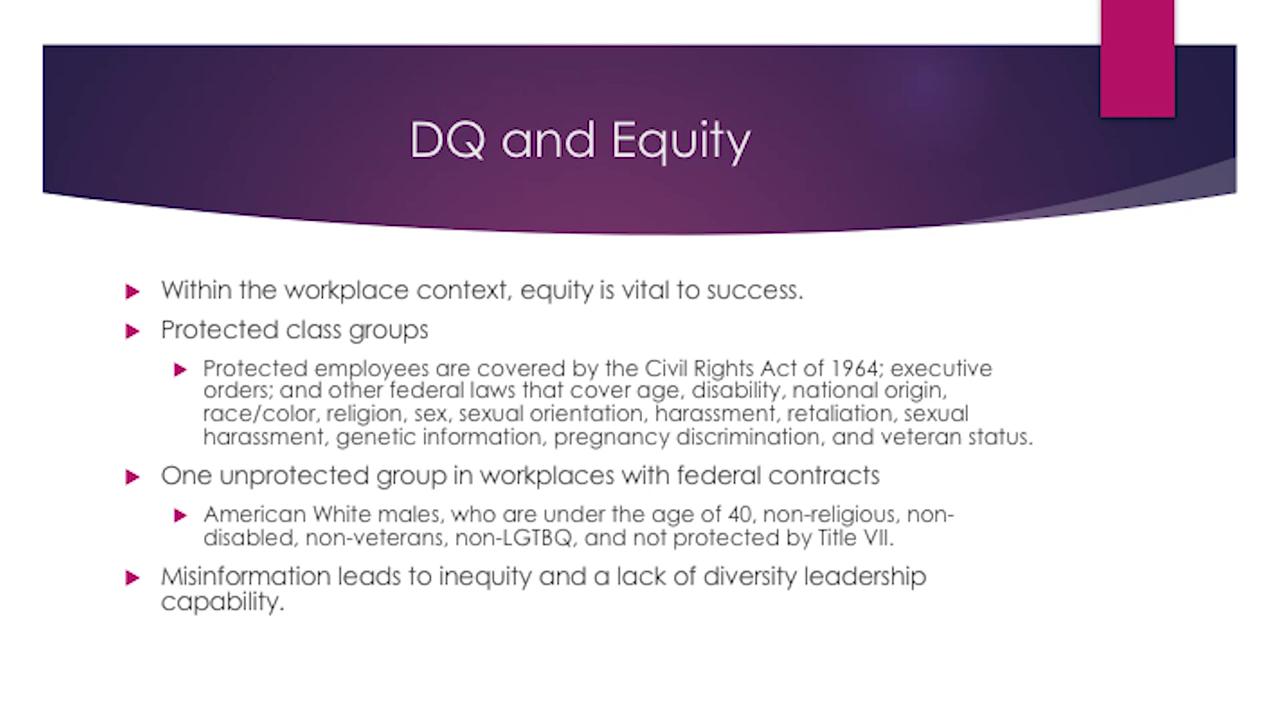 DQ and Equity
Within the workplace context, equity is vital to success.
Protected class groups
Protected employees are covered by the Civil Rights Act of 1964; executive
orders; and other federal laws that cover age, disability, national origin,
race/color, religion, sex, sexual orientation, harassment, retaliation, sexual
harassment, genetic information, pregnancy discrimination, and veteran status.
One unprotected group in workplaces with federal contracts
American White males, who are under the age of 40, non-religious, non-
disabled, non-veterans, non-LGTBQ, and not protected by Title VII.
Misinformation leads to inequity and a lack of diversity leadership
capability.